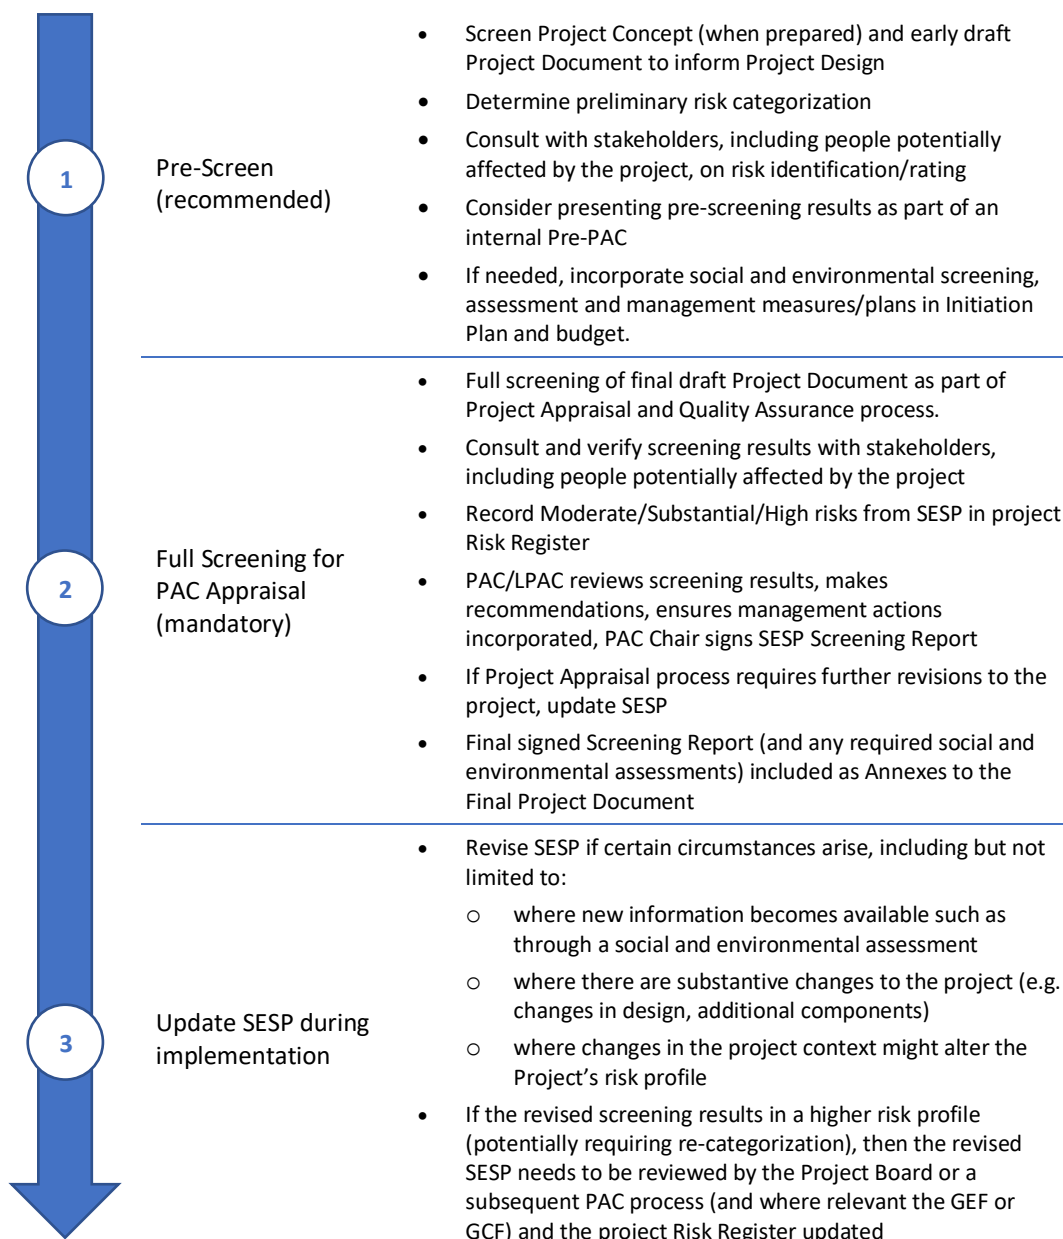 1
Pre-Screen
(recommended)
• Screen Project Concept (when prepared) and early draft
Project Document to inform Project Design
• Determine preliminary risk categorization
• Consult with stakeholders, including people potentially
affected by the project, on risk identification/rating
• Consider presenting pre-screening results as part of an
internal Pre-PAC
• If needed, incorporate social and environmental screening,
assessment and management measures/plans in Initiation
Plan and budget.
2
Full Screening for
PAC Appraisal
(mandatory)
• Full screening of final draft Project Document as part of
Project Appraisal and Quality Assurance process.
• Consult and verify screening results with stakeholders,
including people potentially affected by the project
• Record Moderate/Substantial/High risks from SESP in project
Risk Register
• PAC/LPAC reviews screening results, makes
recommendations, ensures management actions
incorporated, PAC Chair signs SESP Screening Report
• If Project Appraisal process requires further revisions to the
project, update SESP
• Final signed Screening Report (and any required social and
environmental assessments) included as Annexes to the
Final Project Document
3
Update SESP during
implementation
• Revise SESP if certain circumstances arise, including but not
limited to:
o where new information becomes available such as
through a social and environmental assessment
o where there are substantive changes to the project (e.g.
changes in design, additional components)
o where changes in the project context might alter the
Project’s risk profile
• If the revised screening results in a higher risk profile
(potentially requiring re-categorization), then the revised
SESP needs to be reviewed by the Project Board or a
subsequent PAC process (and where relevant the GEF or
GCF) and the project Risk Register updated